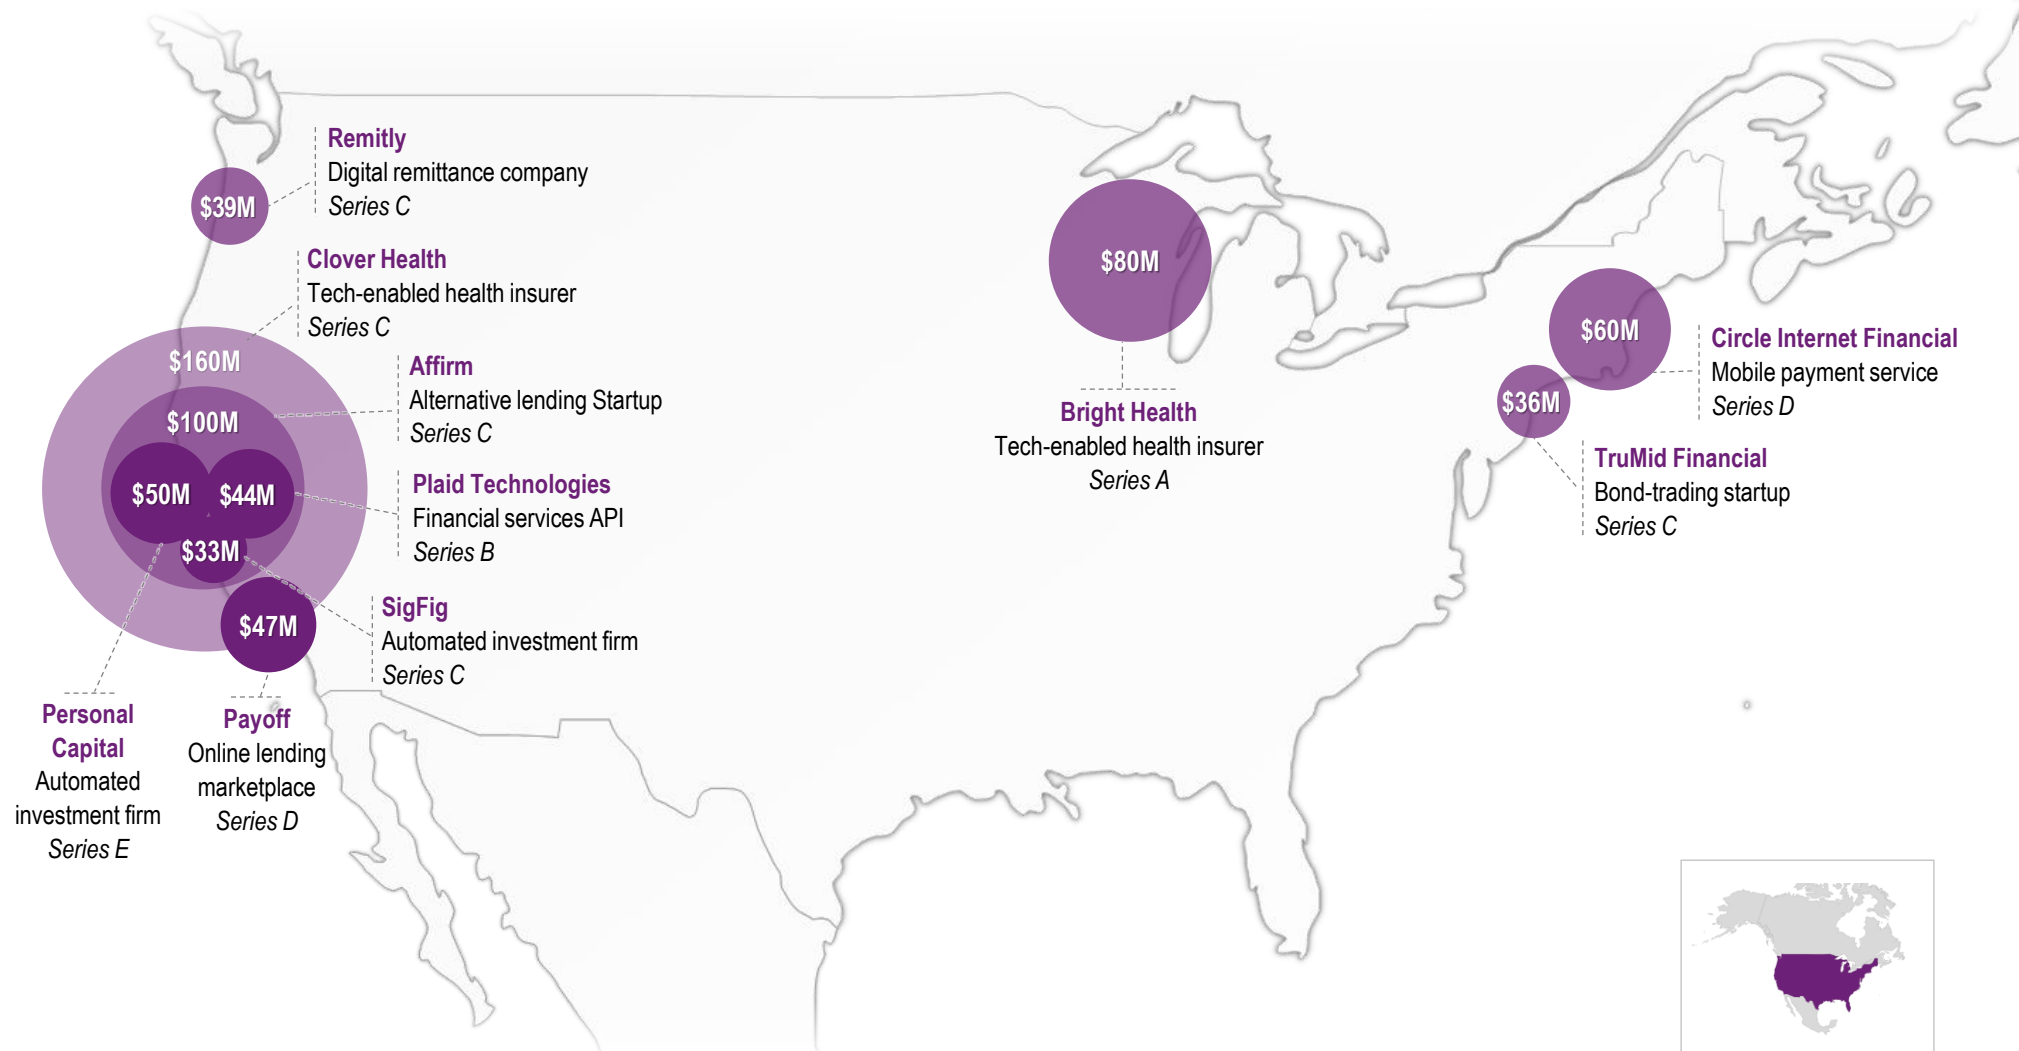 Remitly
Digital remittance company
Series C
$39M
Clover Health
Tech-enabled health insurer
Series C
$160M
Affirm
Alternative lending Startup
Series C
$100M
Plaid Technologies
Financial services API
Series B
$50M
$44M
$33M
SigFig
Automated investment firm
Series C
$47M
Personal
Capital
Automated
investment firm
Series E
Payoff
Online lending
marketplace
Series D
$80M
Bright Health
Tech-enabled health insurer
Series A
$60M
Circle Internet Financial
Mobile payment service
Series D
$36M
TruMid Financial
Bond-trading startup
Series C